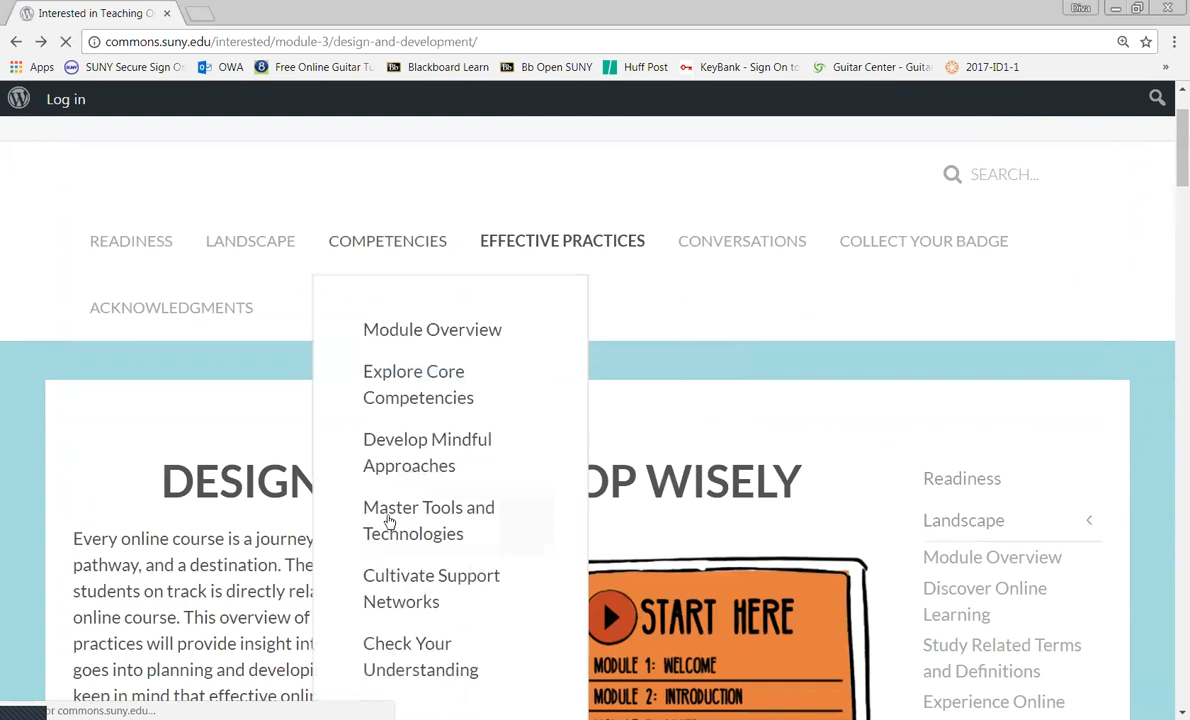 Interested in Teaching O
Diva
commons.suny.edu/interested/module-3/design-and-development/
Apps
SUNY Secure Sign O
OWA
Free Online Guitar Tu
Bb
Blackboard Learn
Bb
Bb Open SUNY
Huff Post
KeyBank - Sign On to
Guitar Center - Guita
2017-ID1-1
»
Log in
SEARCH...
READINESS
LANDSCAPE
COMPETENCIES
EFFECTIVE PRACTICES
CONVERSATIONS
COLLECT YOUR BADGE
ACKNOWLEDGMENTS
Module Overview
Explore Core
Competencies
Develop Mindful
Approaches
Master Tools and
Technologies
Cultivate Support
Networks
Check Your
Understanding
DESIGN
OP WISELY
Every online course is a journey
pathway, and a destination. The
students on track is directly rela
online course. This overview of
practices will provide insight int
goes into planning and developi
keep in mind that effective onli
START HERE
MODULE 1: WELCOME
MODULE 2: INTRODUCTION
Readiness
Landscape
Module Overview
Discover Online
Learning
Study Related Terms
and Definitions
Experience Online
or commons.suny.edu...